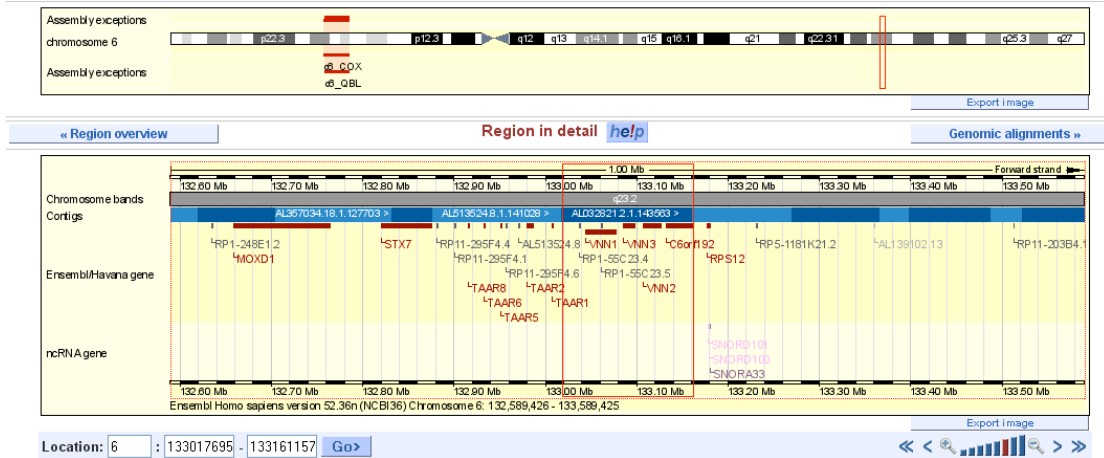 Assembly exceptions
chromosome 6 p22.3 p12.3 q12 q13 q14.1 q15 q16.1 q21 q22.31 q25.3 q27
c6_COX
Assembly exceptions
c6_QBL
Export image
« Region overview Region in detail help Genomic alignments »
1.00 Mb Forward strand
132.60 Mb 132.70 Mb 132.80 Mb 132.90 Mb 133.00 Mb 133.10 Mb 133.20 Mb 133.30 Mb 133.40 Mb 133.50 Mb
Chromosome bands q23.2
Contigs AL357034.18.1.127703 > AL513524.8.1.141028 > AL032821.2.1.143563 >
RP1-248E1.2 STX7 RP11-295F4.4 AL513524.8 VNN1 VNN3 C6orf192 RP5-1181K21.2 AL139102.13 RP11-203B4.1
MOXD1 RP11-295F4.1 RP1-55C23.4 RPS12
Ensembl/Havana gene RP11-295F4.6 RP1-55C23.5
TAAR8 TAAR2 VNN2
TAAR6 TAAR1
TAAR5
SNORD101
ncRNA gene
SNORD100
SNORA33
132.60 Mb 132.70 Mb 132.80 Mb 132.90 Mb 133.00 Mb 133.10 Mb 133.20 Mb 133.30 Mb 133.40 Mb 133.50 Mb
Ensembl Homo sapiens version 52.36n (NCBI36) Chromosome 6: 132,589,426 - 133,589,425
Export image
Location: 6 : 133017695 - 133161157 Go> « < > »